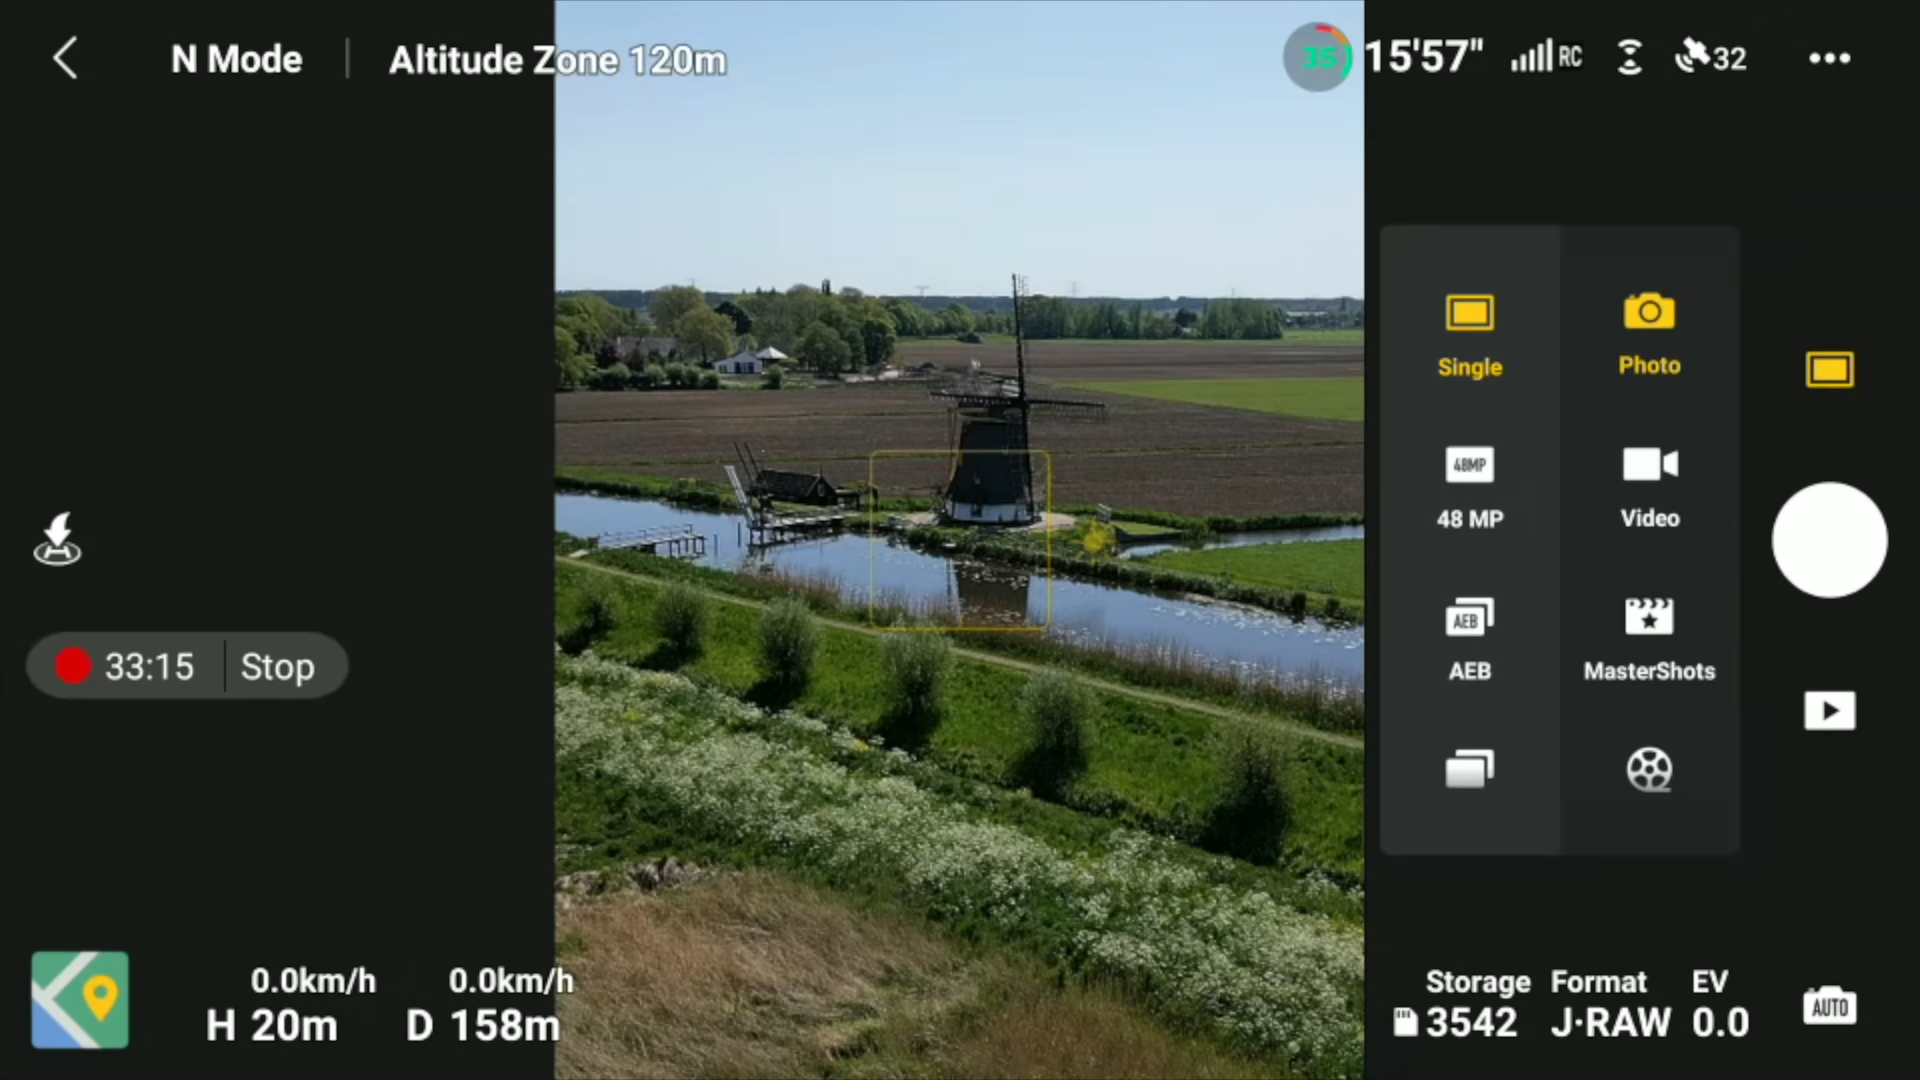 N Mode | Altitude Zone 120m
35 15'57" RC 32
Single Photo
48MP
48 MP Video
AEB
AEB MasterShots
33:15 Stop
0.0km/h 0.0km/h
H 20m D 158m
Storage Format EV
3542 J·RAW 0.0
AUTO